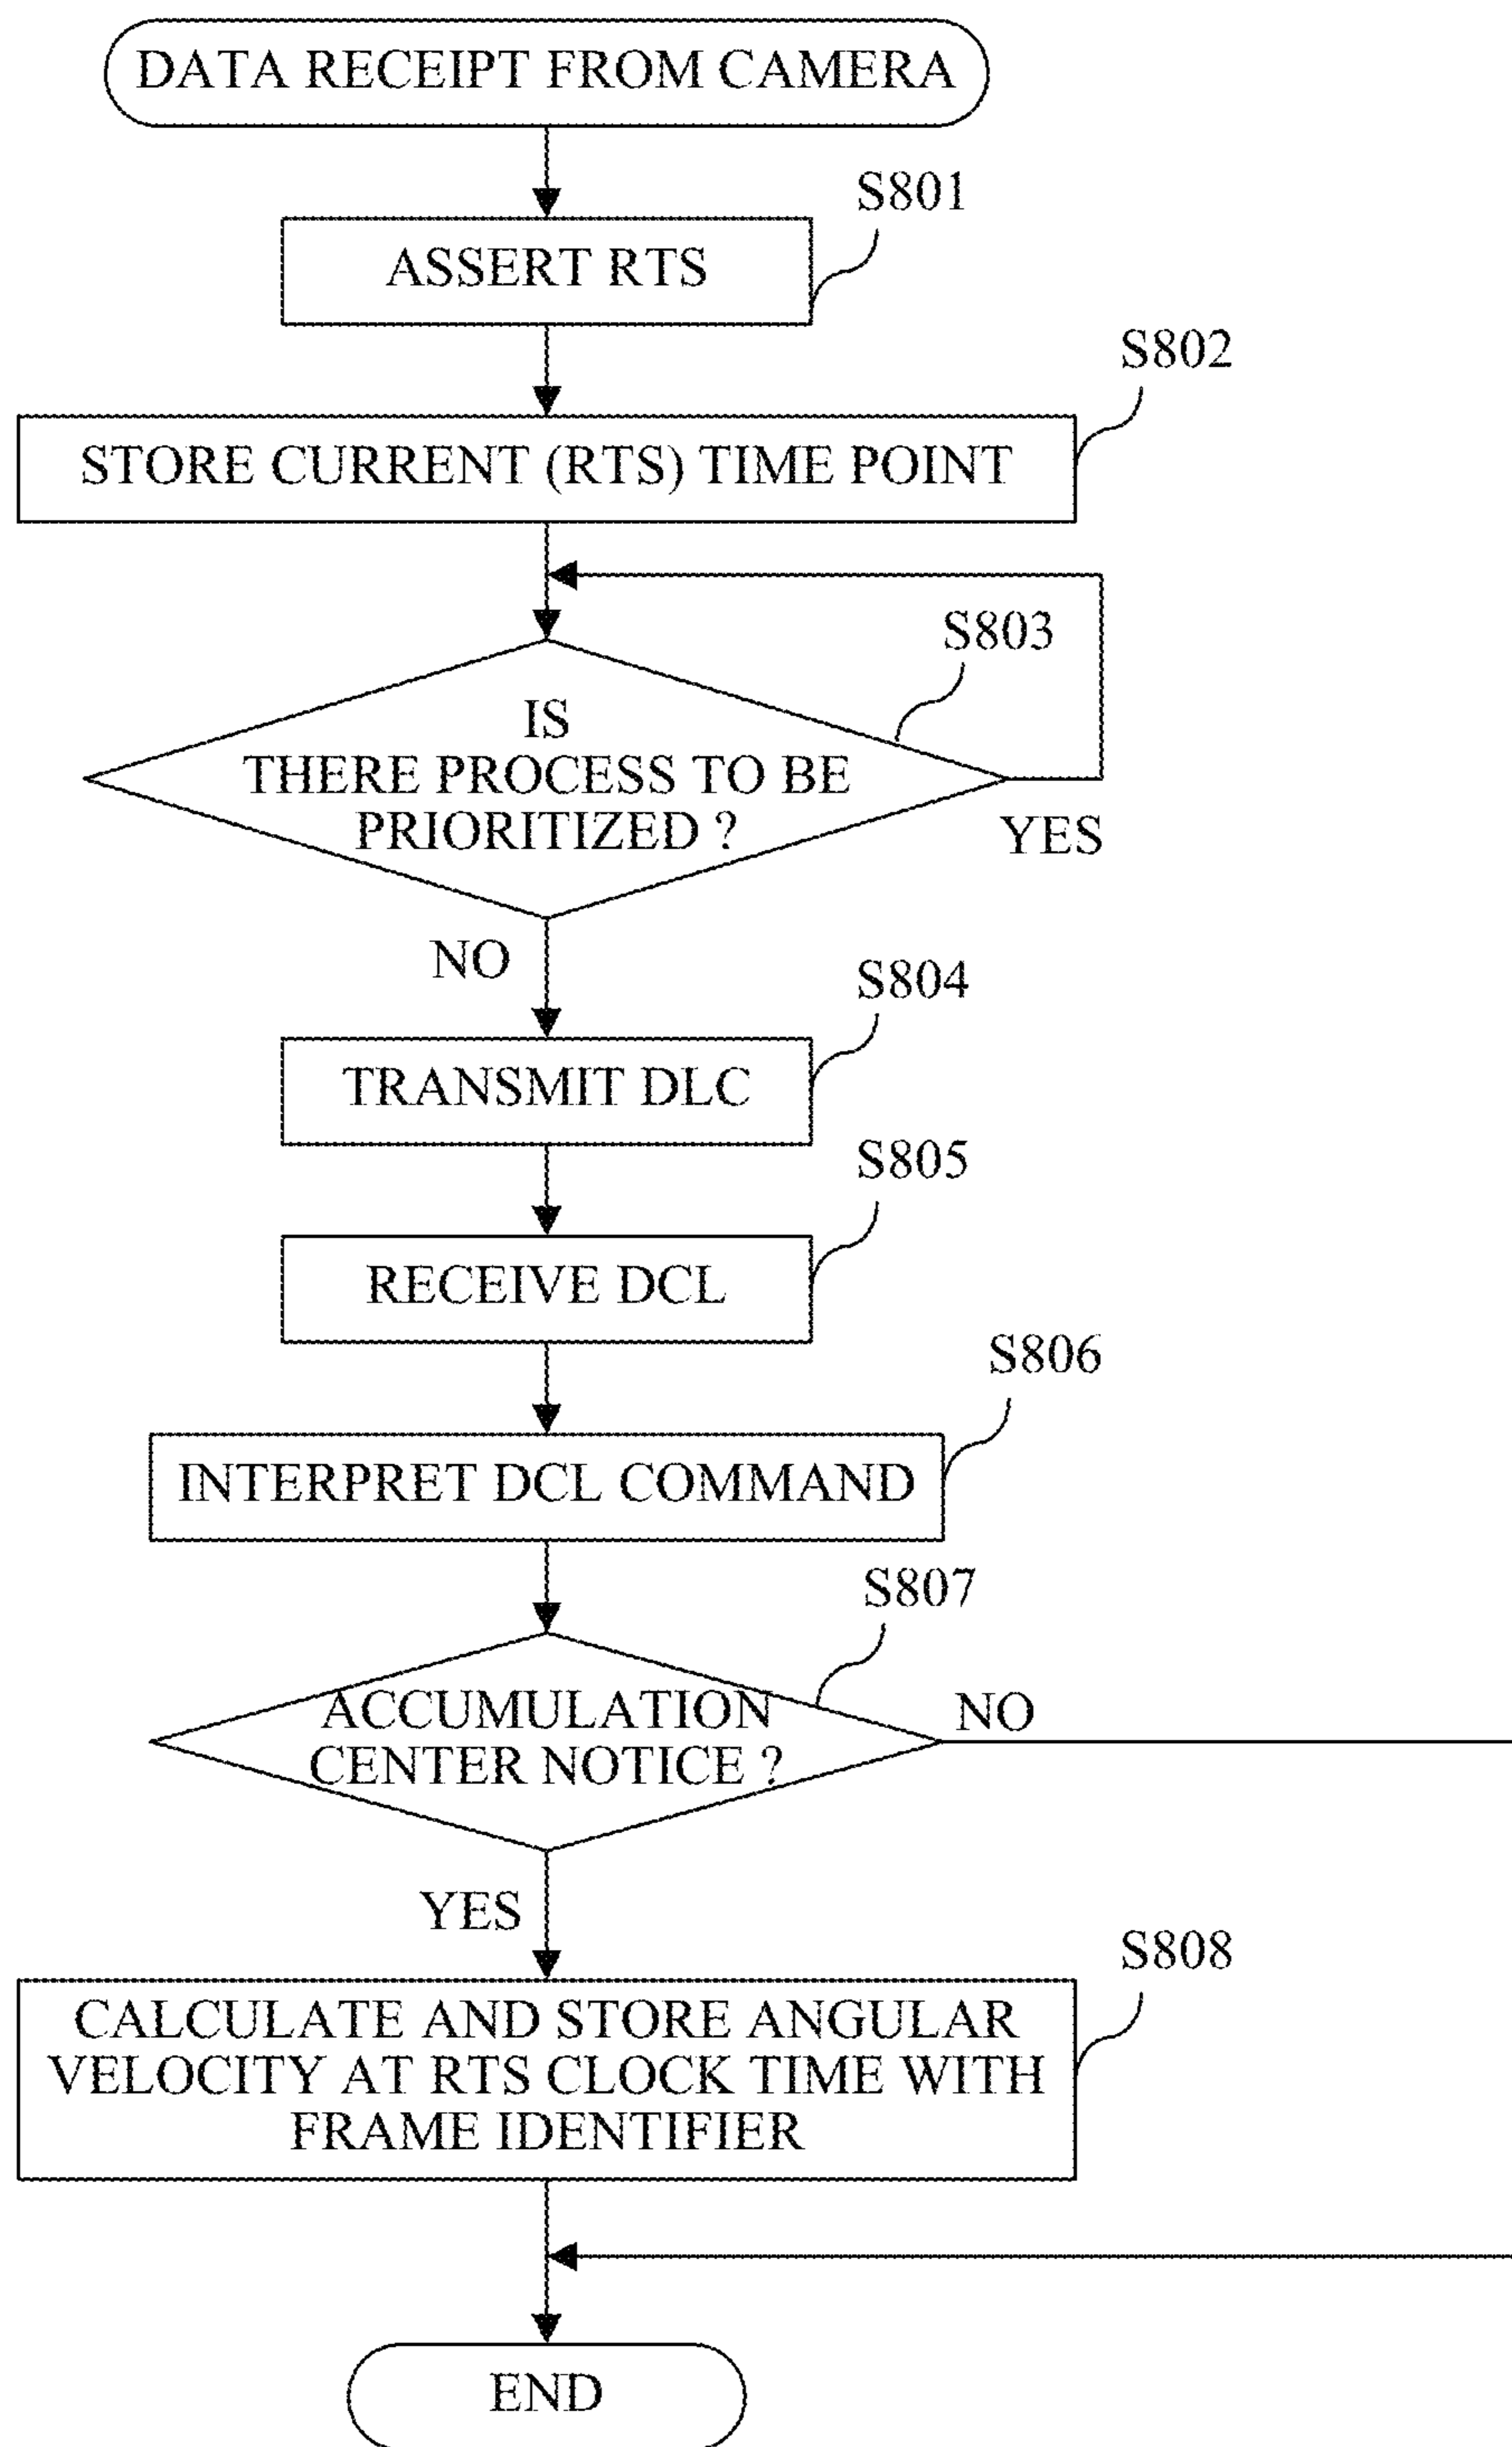 DATA RECEIPT FROM CAMERA
S801
ASSERT RTS
S802
STORE CURRENT (RTS) TIME POINT
S803
IS
THERE PROCESS TO BE
PRIORITIZED ?
YES
NO
S804
TRANSMIT DLC
S805
RECEIVE DCL
S806
INTERPRET DCL COMMAND
S807
ACCUMULATION
CENTER NOTICE ?
NO
YES
S808
CALCULATE AND STORE ANGULAR
VELOCITY AT RTS CLOCK TIME WITH
FRAME IDENTIFIER
END